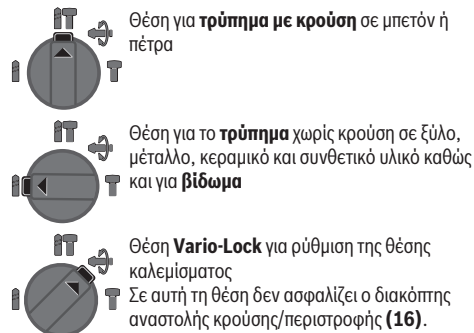 Θέση για τρύπημα με κρούση σε μπετόν ή
πέτρα
Θέση για το τρύπημα χωρίς κρούση σε ξύλο,
μέταλλο, κεραμικό και συνθετικό υλικό καθώς
και για βίδωμα
Θέση Vario-Lock για ρύθμιση της θέσης
καλεμίσματος
Σε αυτή τη θέση δεν ασφαλίζει ο διακόπτης
αναστολής κρούσης/περιστροφής (16).